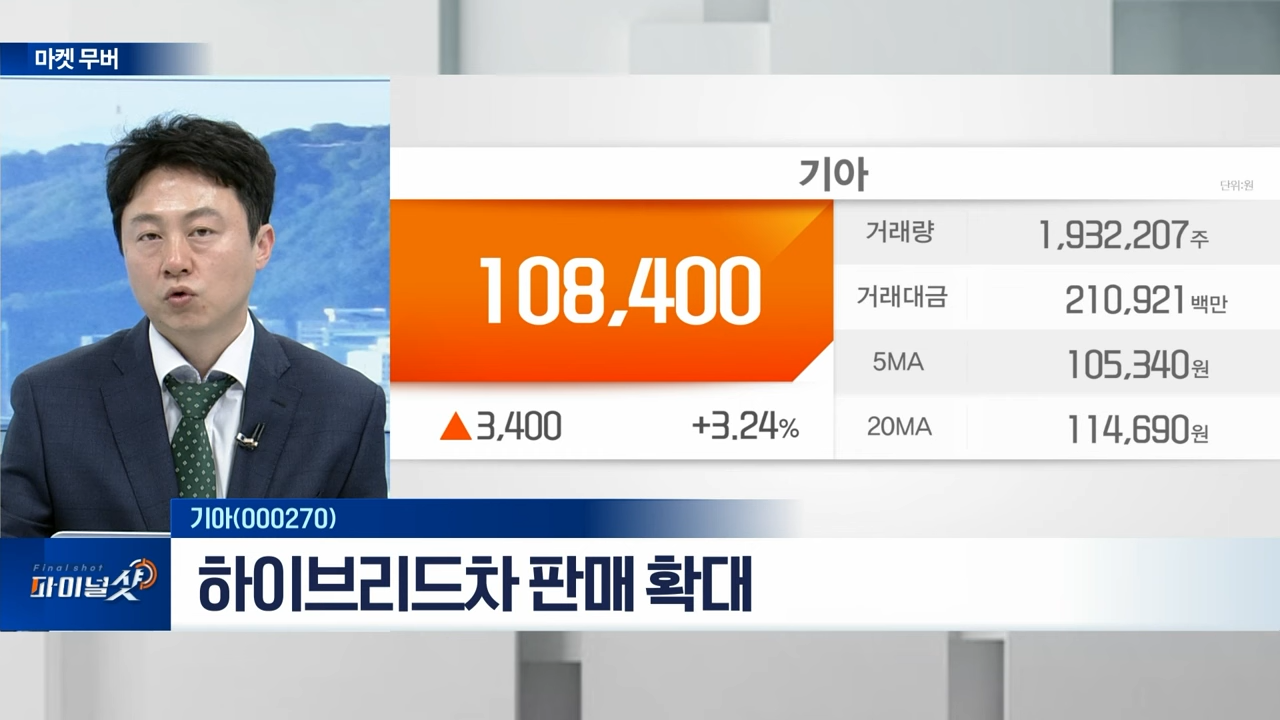 마켓 무버
기아
단위:원
108,400
▲3,400 +3.24%
거래량 1,932,207주
거래대금 210,921백만
5MA 105,340원
20MA 114,690원
기아(000270)
Final shot
파이널샷
하이브리드차 판매 확대